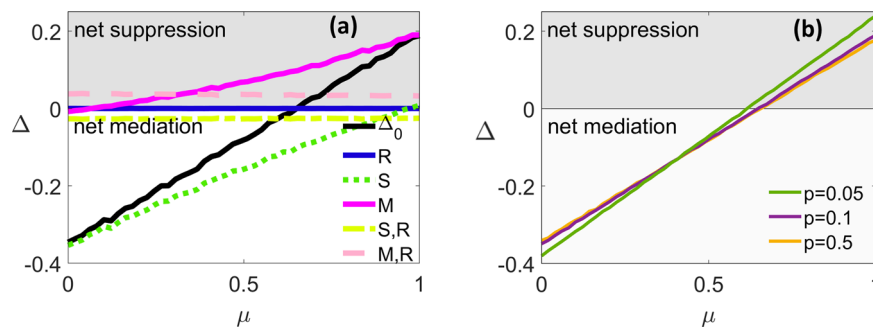 (a)
net suppression
net mediation
0.2
0
-0.2
-0.4
Δ
0
0.5
1
μ
Δ0
R
S
M
S,R
M,R
(b)
net suppression
net mediation
0.2
0
-0.2
-0.4
Δ
0
0.5
1
μ
p=0.05
p=0.1
p=0.5